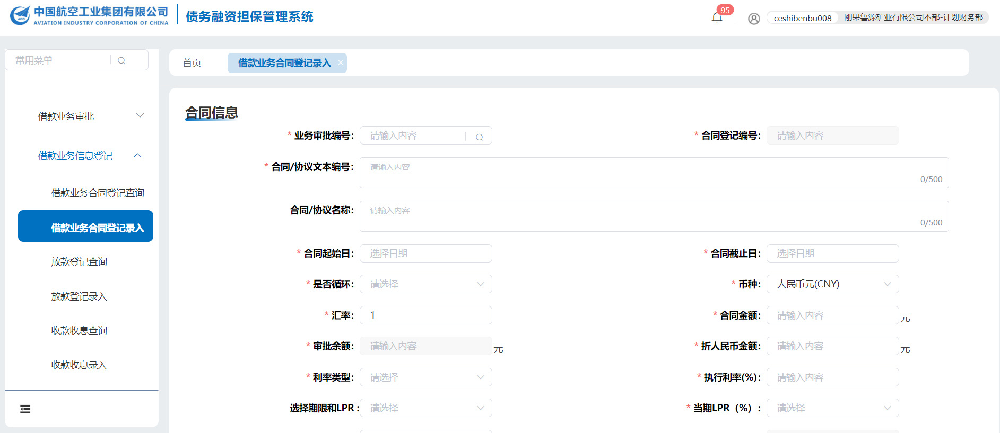 中国航空工业集团有限公司
AVIATION INDUSTRY CORPORATION OF CHINA
AVIC
债务融资担保管理系统
95
ceshibenbu008
刚果鲁源矿业有限公司本部-计划财务部
常用菜单
首页
借款业务合同登记录入
借款业务审批
借款业务信息登记
借款业务合同登记查询
借款业务合同登记录入
放款登记查询
放款登记录入
收款收息查询
收款收息录入
合同信息
* 业务审批编号: 请输入内容
* 合同登记编号: 请输入内容
* 合同/协议文本编号: 请输入内容
0/500
合同/协议名称: 请输入内容
0/500
* 合同起始日: 选择日期
* 合同截止日: 选择日期
* 是否循环: 请选择
* 币种: 人民币元(CNY)
* 汇率: 1
* 合同金额: 请输入内容 元
* 审批余额: 请输入内容 元
* 折人民币金额: 请输入内容 元
* 利率类型: 请选择
* 执行利率(%): 请输入内容
选择期限和LPR : 请选择
* 当期LPR（%）: 请选择